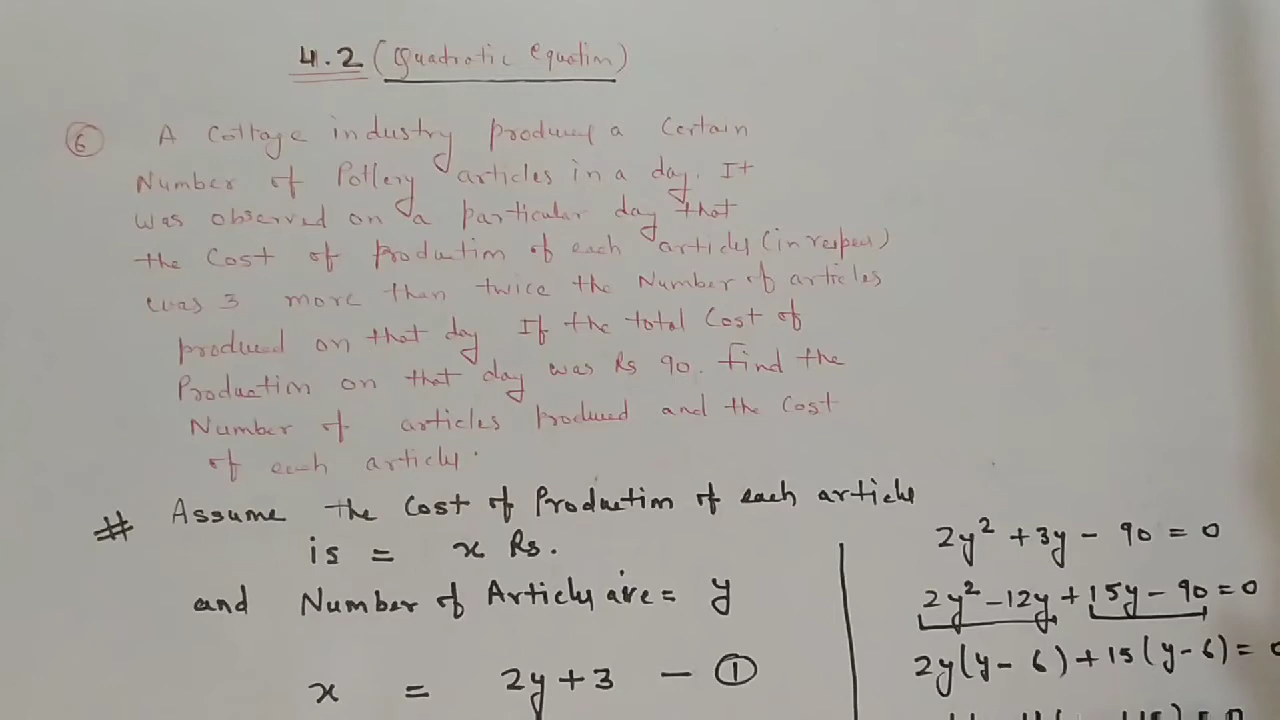 4.2 (Quadratic Equation)
⑥ A Cottage industry produced a Certain
Number of Pottery articles in a day. It
was observed on a particular day that
the Cost of production of each article (in rupees)
was 3 more than twice the Number of articles
produced on that day If the total Cost of
Production on that day was Rs 90. find the
Number of articles produced and the Cost
of each article.
# Assume the Cost of Production of each article
is = x Rs.
and Number of Articles are = y
x = 2y+3 — ①
2y² + 3y - 90 = 0
2y² - 12y + 15y - 90 = 0
2y(y - 6) + 15(y - 6) =